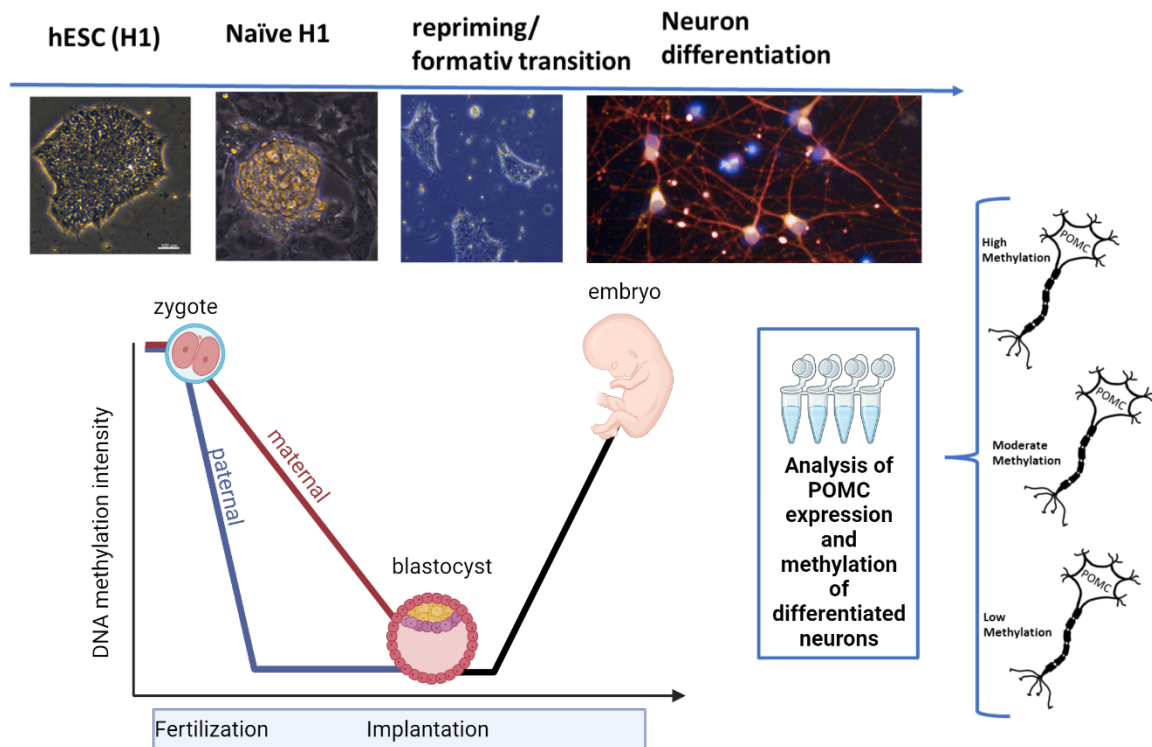 hESC (H1)
Naïve H1
repriming/
formativ transition
Neuron
differentiation
zygote
embryo
DNA methylation intensity
paternal
maternal
blastocyst
Fertilization
Implantation
Analysis of
POMC
expression
and
methylation
of
differentiated
neurons
High
Methylation
POMC
Moderate
Methylation
POMC
Low
Methylation
POMC